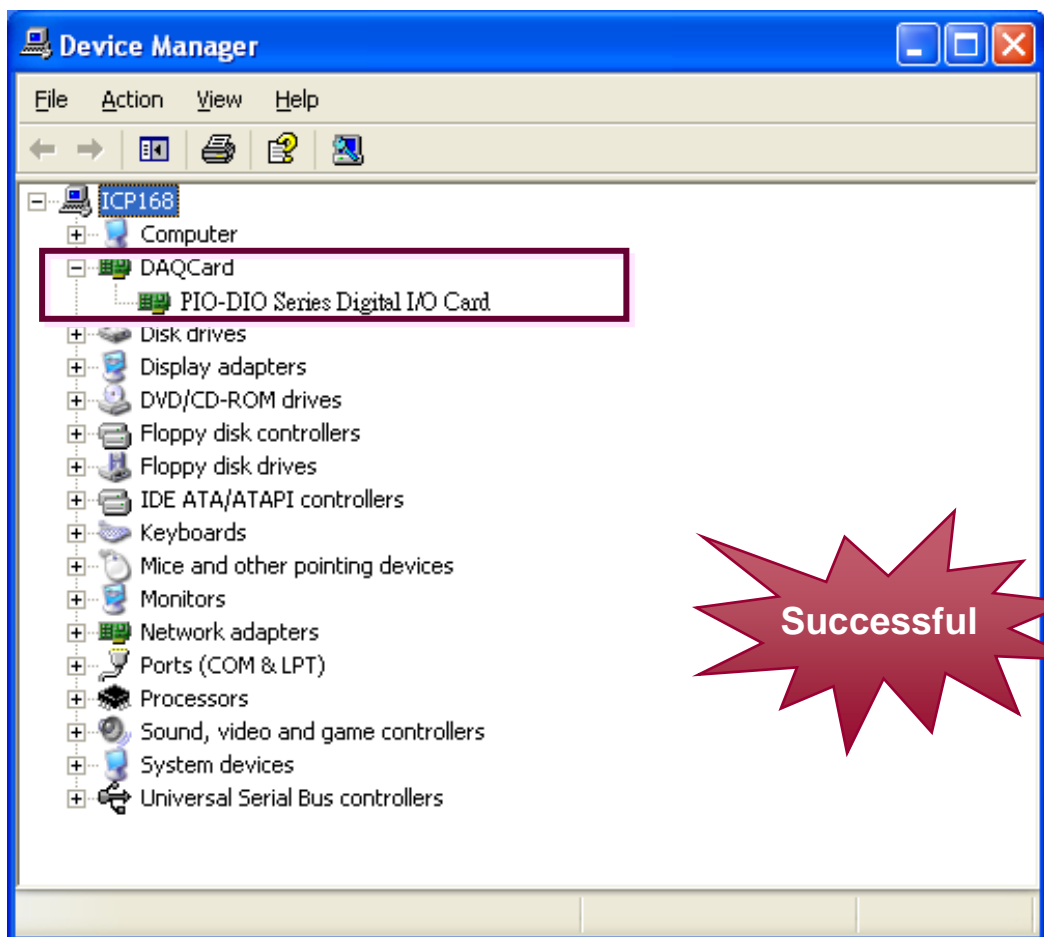 Device Manager
File Action View Help
ICP168
Computer
DAQCard
PIO-DIO Series Digital I/O Card
Disk drives
Display adapters
DVD/CD-ROM drives
Floppy disk controllers
Floppy disk drives
IDE ATA/ATAPI controllers
Keyboards
Mice and other pointing devices
Monitors
Successful
Network adapters
Ports (COM & LPT)
Processors
Sound, video and game controllers
System devices
Universal Serial Bus controllers